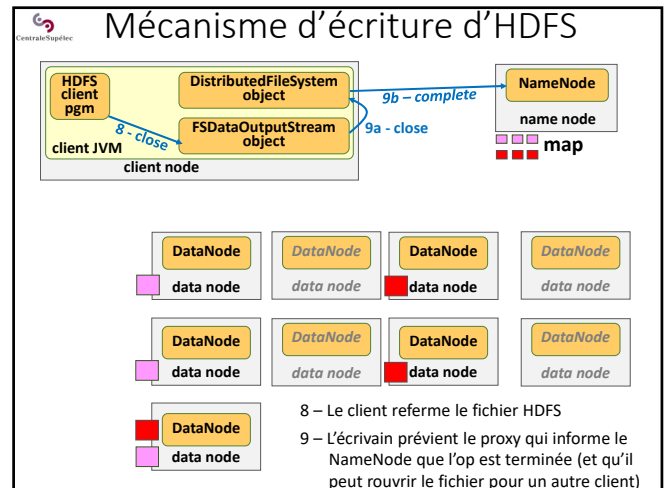 CentraleSupélec
Mécanisme d’écriture d’HDFS
HDFS
client
pgm
DistributedFileSystem
object
FSDataOutputStream
object
8 - close
client JVM
client node
9b – complete
9a - close
NameNode
name node
map
DataNode
data node
DataNode
data node
DataNode
data node
DataNode
data node
DataNode
data node
DataNode
data node
DataNode
data node
DataNode
data node
DataNode
data node
8 – Le client referme le fichier HDFS
9 – L’écrivain prévient le proxy qui informe le
NameNode que l’op est terminée (et qu’il
peut rouvrir le fichier pour un autre client)